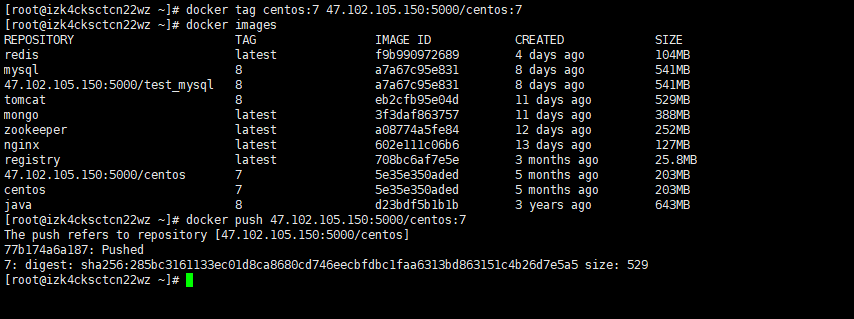 [root@izk4cksctcn22wz ~]# docker tag centos:7 47.102.105.150:5000/centos:7
[root@izk4cksctcn22wz ~]# docker images
REPOSITORY TAG IMAGE ID CREATED SIZE
redis latest f9b990972689 4 days ago 104MB
mysql 8 a7a67c95e831 8 days ago 541MB
47.102.105.150:5000/test_mysql 8 a7a67c95e831 8 days ago 541MB
tomcat 8 eb2cfb95e04d 11 days ago 529MB
mongo latest 3f3daf863757 11 days ago 388MB
zookeeper latest a08774a5fe84 12 days ago 252MB
nginx latest 602e111c06b6 13 days ago 127MB
registry latest 708bc6af7e5e 3 months ago 25.8MB
47.102.105.150:5000/centos 7 5e35e350aded 5 months ago 203MB
centos 7 5e35e350aded 5 months ago 203MB
java 8 d23bdf5b1b1b 3 years ago 643MB
[root@izk4cksctcn22wz ~]# docker push 47.102.105.150:5000/centos:7
The push refers to repository [47.102.105.150:5000/centos]
77b174a6a187: Pushed
7: digest: sha256:285bc3161133ec01d8ca8680cd746eecbfdbc1faa6313bd863151c4b26d7e5a5 size: 529
[root@izk4cksctcn22wz ~]#